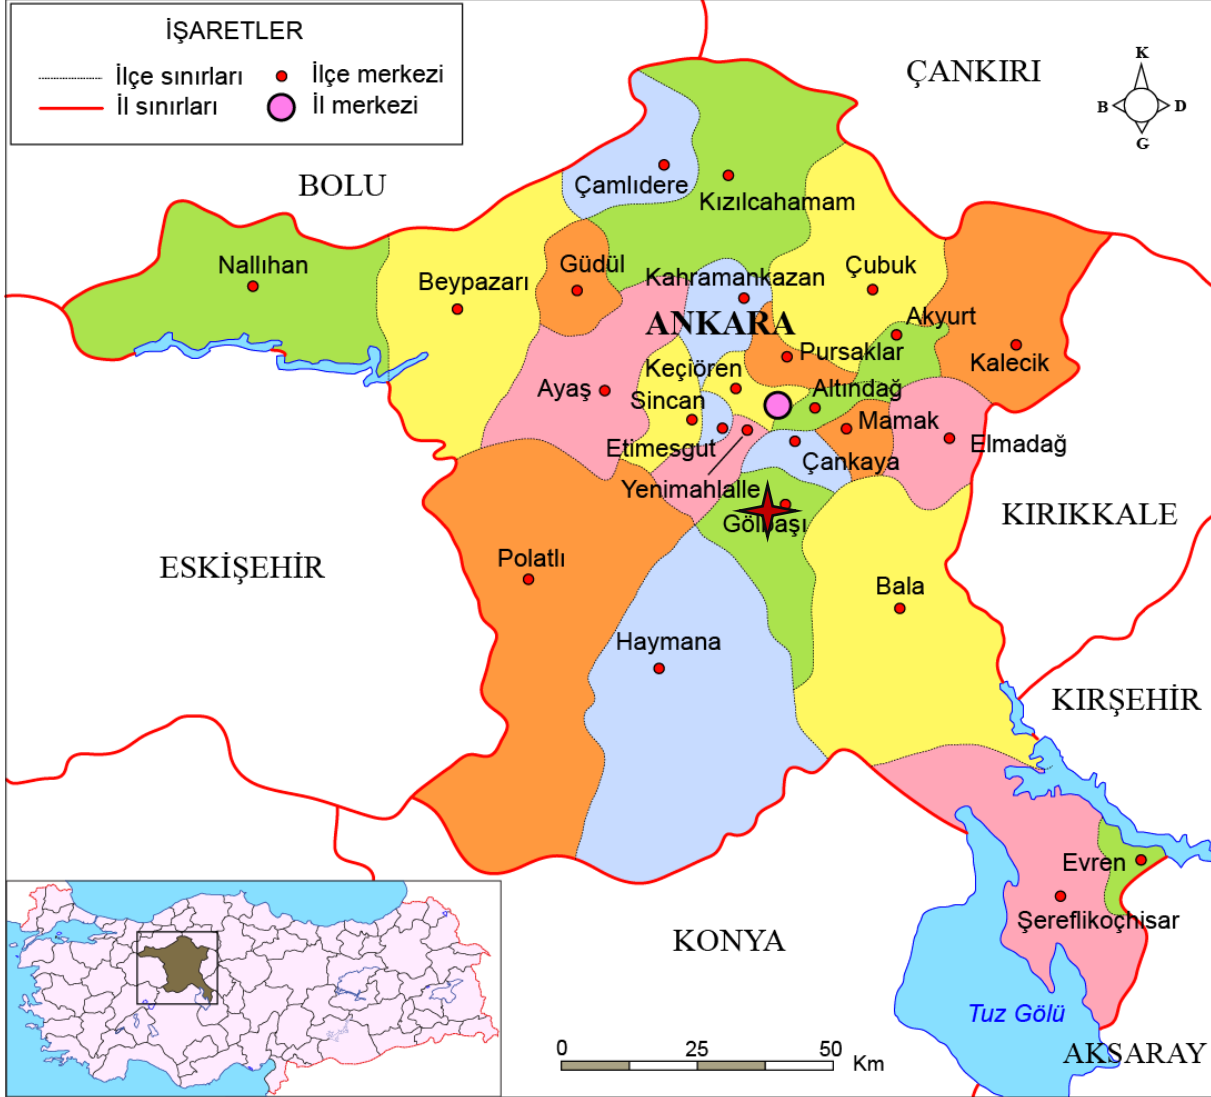 İŞARETLER
İlçe sınırları
İlçe merkezi
İl sınırları
İl merkezi
ÇANKIRI
K
B
D
G
BOLU
Çamlıdere
Kızılcahamam
Nallıhan
Beypazarı
Güdül
Kahramankazan
Çubuk
ANKARA
Akyurt
Pursaklar
Kalecik
Keçiören
Ayaş
Altındağ
Sincan
Mamak
Elmadağ
Etimesgut
Çankaya
Yenimahlalle
Gölbaşı
KIRIKKALE
ESKİŞEHİR
Polatlı
Bala
Haymana
KIRŞEHİR
Evren
Şereflikoçhisar
KONYA
Tuz Gölü
0 25 50 Km
AKSARAY